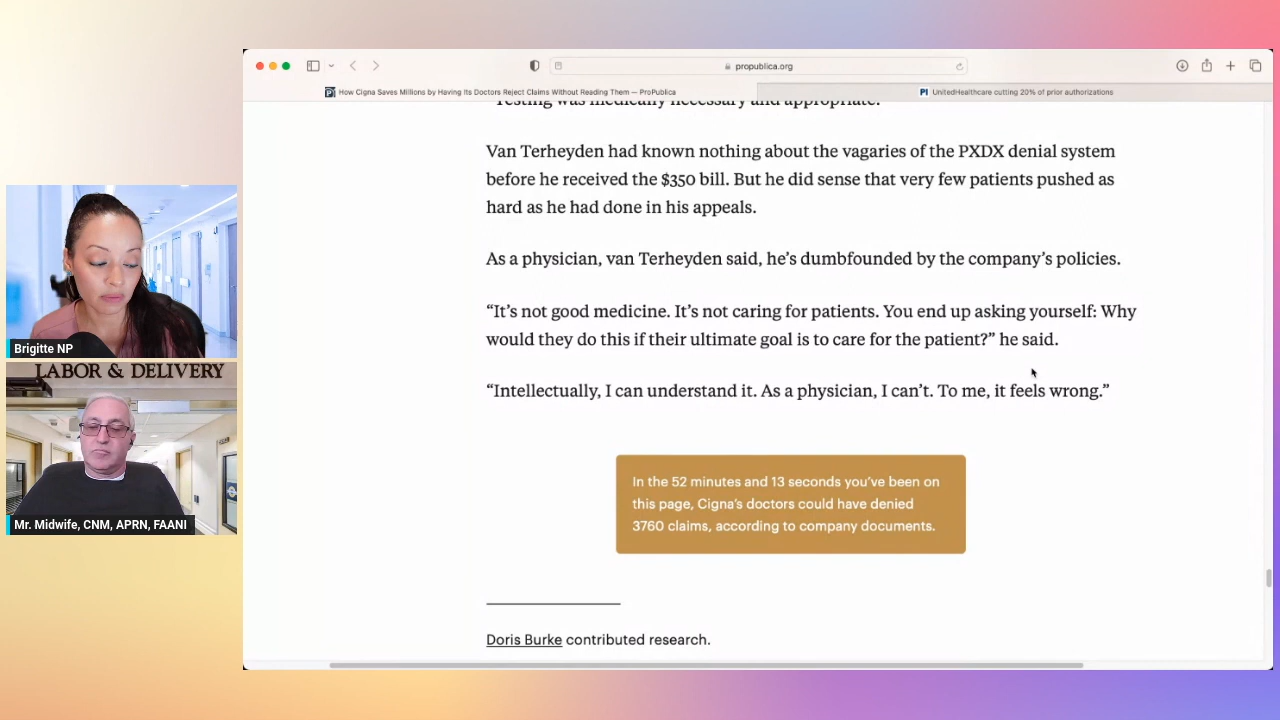 propublica.org
How Cigna Saves Millions by Having Its Doctors Reject Claims Without Reading Them — ProPublica
UnitedHealthcare cutting 20% of prior authorizations
"Testing was medically necessary and appropriate."
Van Terheyden had known nothing about the vagaries of the PXDX denial system
before he received the $350 bill. But he did sense that very few patients pushed as
hard as he had done in his appeals.
As a physician, van Terheyden said, he’s dumbfounded by the company’s policies.
“It’s not good medicine. It’s not caring for patients. You end up asking yourself: Why
would they do this if their ultimate goal is to care for the patient?” he said.
“Intellectually, I can understand it. As a physician, I can’t. To me, it feels wrong.”
In the 52 minutes and 13 seconds you’ve been on
this page, Cigna’s doctors could have denied
3760 claims, according to company documents.
Doris Burke contributed research.
Brigitte NP
LABOR & DELIVERY
Mr. Midwife, CNM, APRN, FAANI